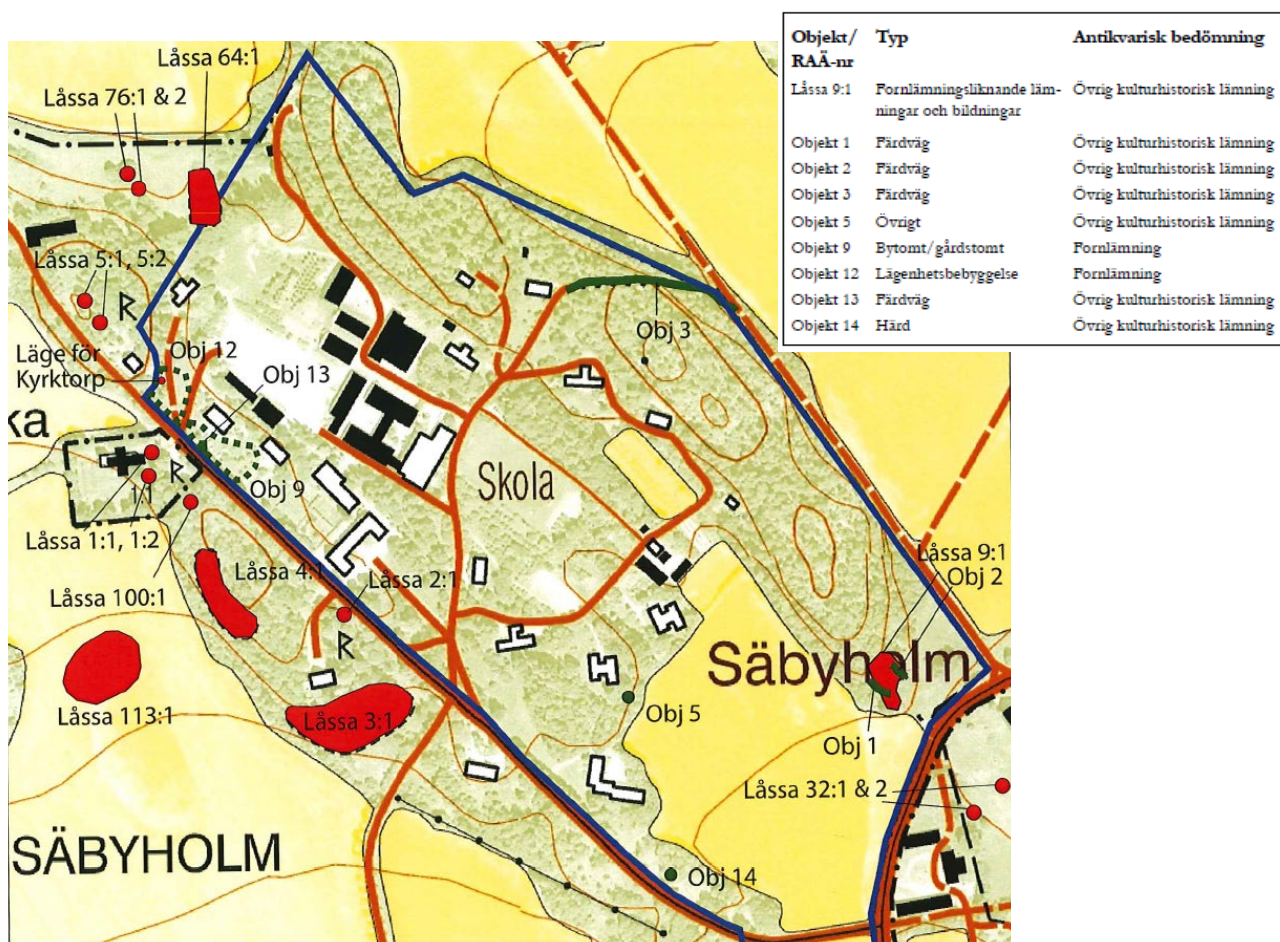 Objekt/ Typ Antikvarisk bedömning
RAÄ-nr
Låssa 9:1 Fornlämningsliknande läm- Övrig kulturhistorisk lämning
ningar och bildningar
Objekt 1 Färdväg Övrig kulturhistorisk lämning
Objekt 2 Färdväg Övrig kulturhistorisk lämning
Objekt 3 Färdväg Övrig kulturhistorisk lämning
Objekt 5 Övrigt Övrig kulturhistorisk lämning
Objekt 9 Bytomt/gårdstomt Fornlämning
Objekt 12 Lägenhetsbebyggelse Fornlämning
Objekt 13 Färdväg Övrig kulturhistorisk lämning
Objekt 14 Härd Övrig kulturhistorisk lämning
Låssa 64:1
Låssa 76:1 & 2
Låssa 5:1, 5:2
R
Obj 3
Läge för
Kyrktorp
Obj 12
Obj 13
ka
R
Skola
Obj 9
1:1
Låssa 1:1, 1:2
Låssa 9:1
Obj 2
Låssa 4:1
Låssa 2:1
Låssa 100:1
R
Säbyholm
Låssa 113:1
Låssa 3:1
Obj 5
Obj 1
Låssa 32:1 & 2
SÄBYHOLM
Obj 14